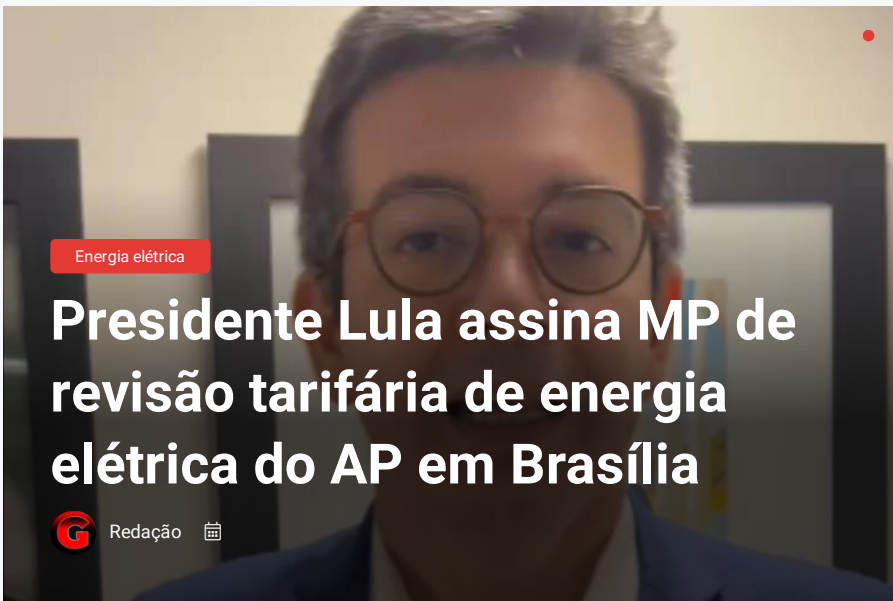 Energia elétrica
Presidente Lula assina MP de
revisão tarifária de energia
elétrica do AP em Brasília
G Redação